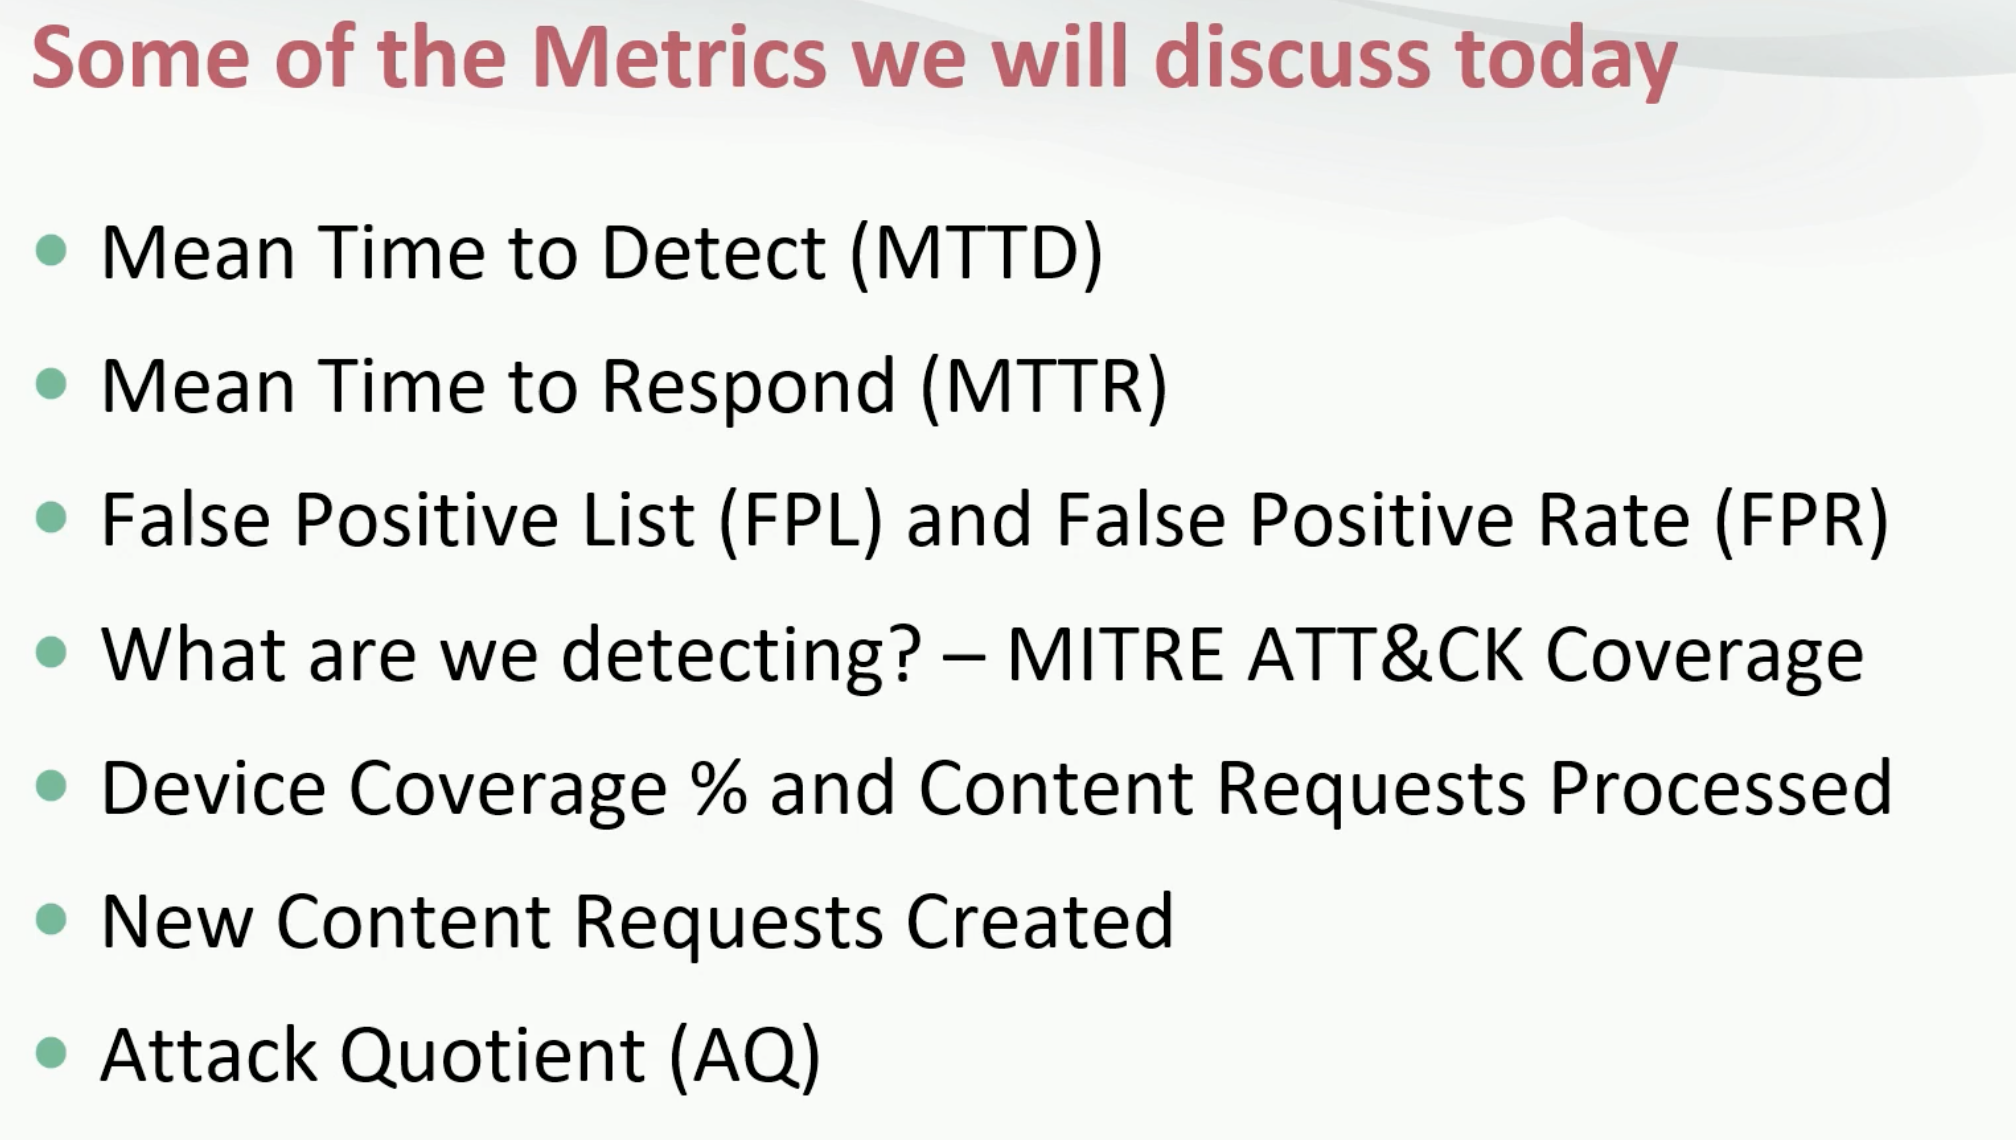 Some of the Metrics we will discuss today
• Mean Time to Detect (MTTD)
• Mean Time to Respond (MTTR)
• False Positive List (FPL) and False Positive Rate (FPR)
• What are we detecting? – MITRE ATT&CK Coverage
• Device Coverage % and Content Requests Processed
• New Content Requests Created
• Attack Quotient (AQ)